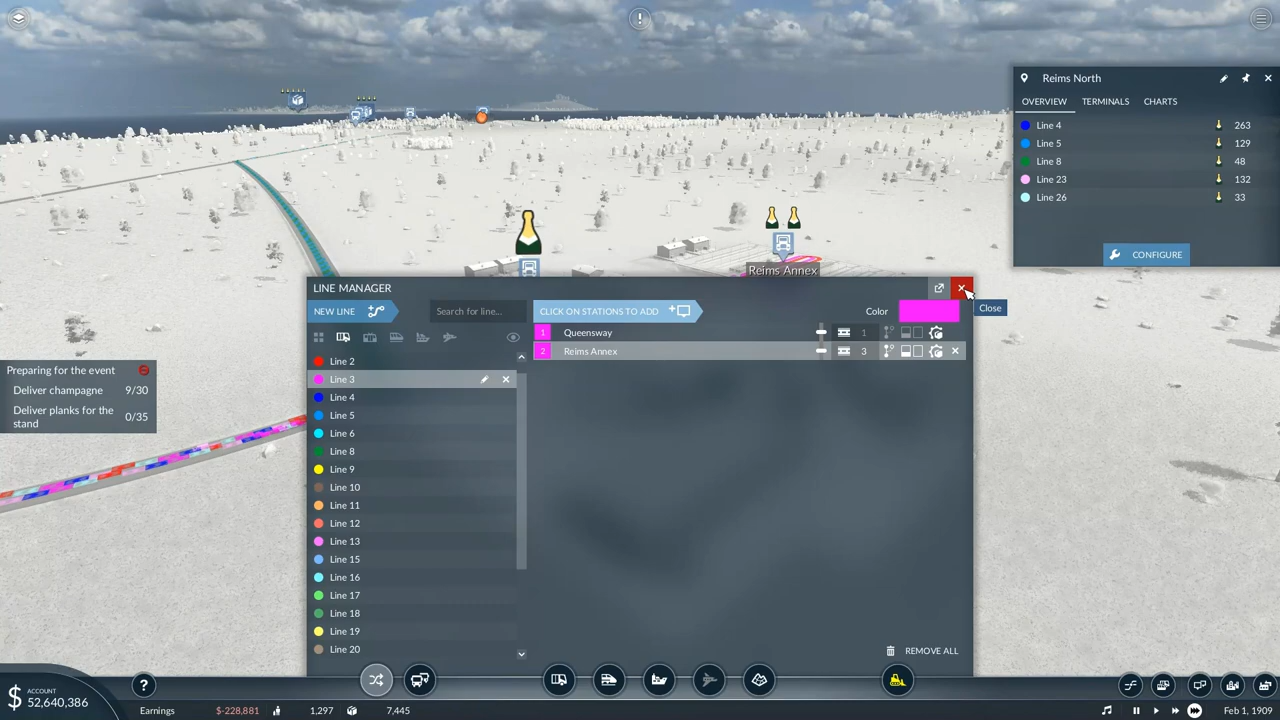 Reims North
OVERVIEW TERMINALS CHARTS
Line 4 263
Line 5 129
Line 8 48
Line 23 132
Line 26 33
CONFIGURE
Reims Annex
LINE MANAGER
Close
NEW LINE
Search for line...
CLICK ON STATIONS TO ADD
Color
1 Queensway 1
2 Reims Annex 3
Line 2
Line 3
Line 4
Line 5
Line 6
Line 8
Line 9
Line 10
Line 11
Line 12
Line 13
Line 15
Line 16
Line 17
Line 18
Line 19
Line 20
REMOVE ALL
Preparing for the event
Deliver champagne 9/30
Deliver planks for the stand 0/35
$ ACCOUNT
52,640,386
?
Earnings $-228,881 1,297 7,445
Feb 1, 1909